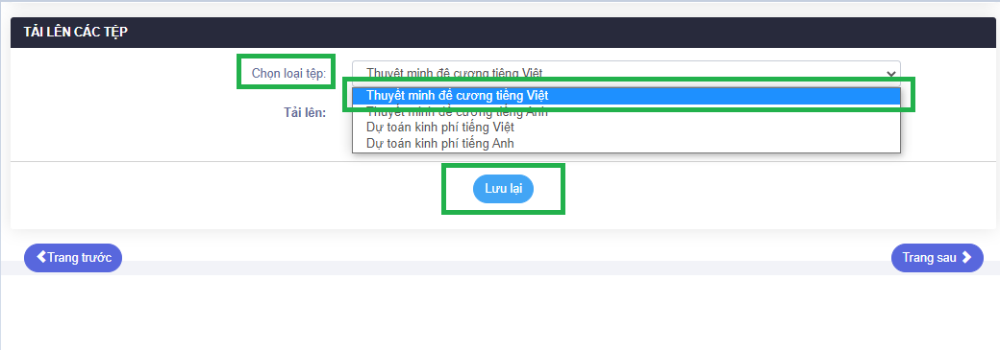 TẢI LÊN CÁC TỆP
Chọn loại tệp:
Thuyết minh đề cương tiếng Việt
Thuyết minh đề cương tiếng Việt
Tải lên:
Thuyết minh đề cương tiếng Anh
Dự toán kinh phí tiếng Việt
Dự toán kinh phí tiếng Anh
Lưu lại
Trang trước
Trang sau